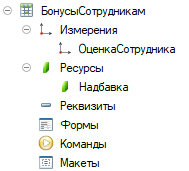 БонусыСотрудникам
Измерения
ОценкаСотрудника
Ресурсы
Надбавка
Реквизиты
Формы
Команды
Макеты